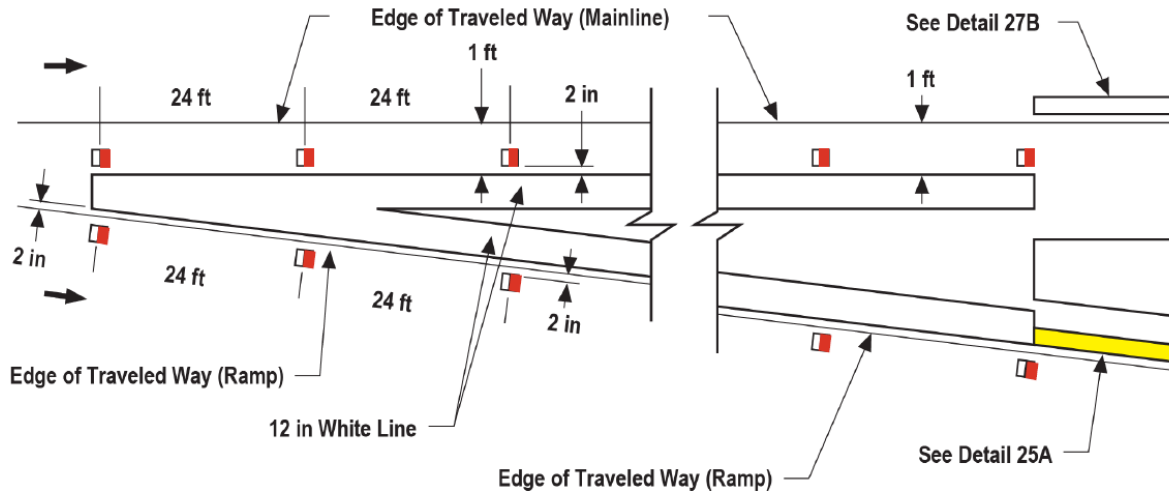 Edge of Traveled Way (Mainline)
See Detail 27B
1 ft
1 ft
24 ft
24 ft
2 in
2 in
24 ft
24 ft
2 in
Edge of Traveled Way (Ramp)
12 in White Line
See Detail 25A
Edge of Traveled Way (Ramp)